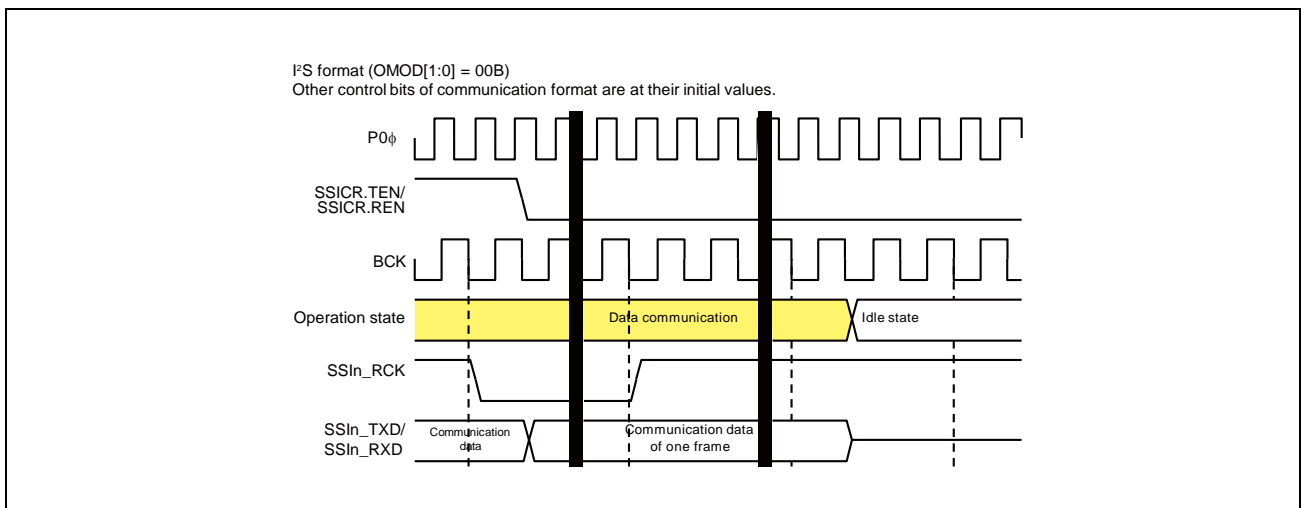 I²S format (OMOD[1:0] = 00B)
Other control bits of communication format are at their initial values.
P0ϕ
SSICR.TEN/
SSICR.REN
BCK
Operation state
Data communication
Idle state
SSIn_RCK
SSIn_TXD/
SSIn_RXD
Communication
data
Communication data
of one frame